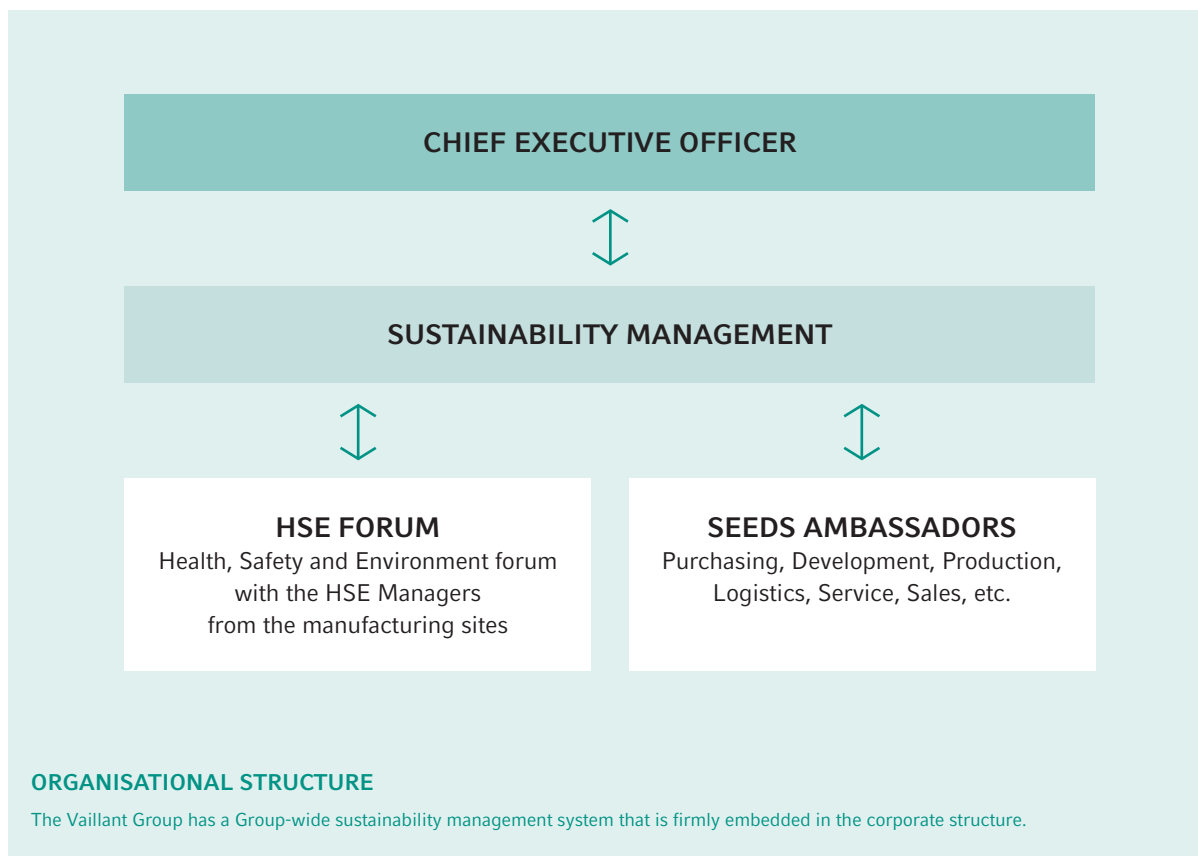 CHIEF EXECUTIVE OFFICER
SUSTAINABILITY MANAGEMENT
HSE FORUM
Health, Safety and Environment forum
with the HSE Managers
from the manufacturing sites
SEEDS AMBASSADORS
Purchasing, Development, Production,
Logistics, Service, Sales, etc.
ORGANISATIONAL STRUCTURE
The Vaillant Group has a Group-wide sustainability management system that is firmly embedded in the corporate structure.